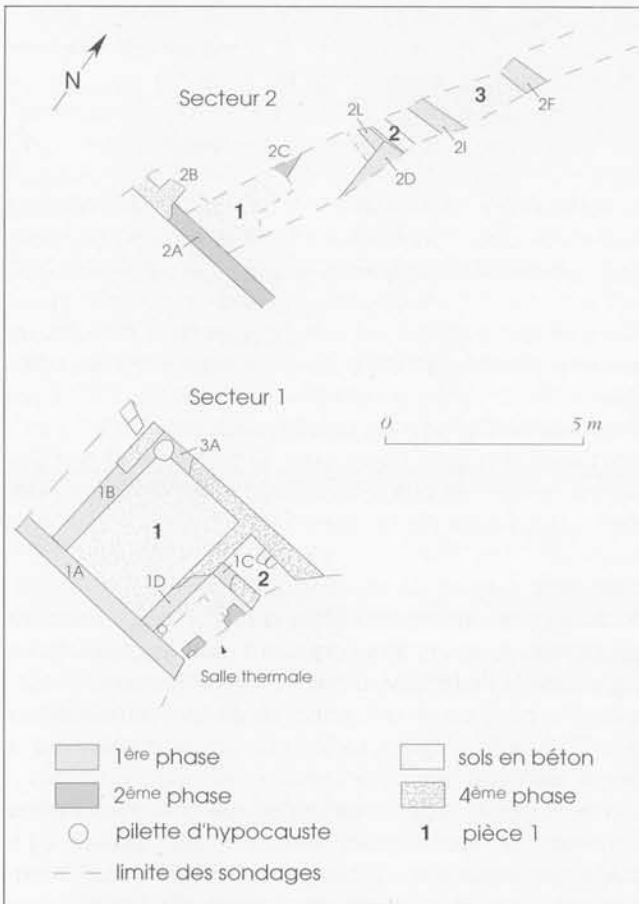 N
Secteur 2
2L
2
3
2F
2I
2C
2D
2B
1
2A
Secteur 1
0 5 m
3A
1B
1
1A
1C
2
1D
Salle thermale
1ère phase
sols en béton
2ème phase
4ème phase
pilette d'hypocauste
1 pièce 1
limite des sondages